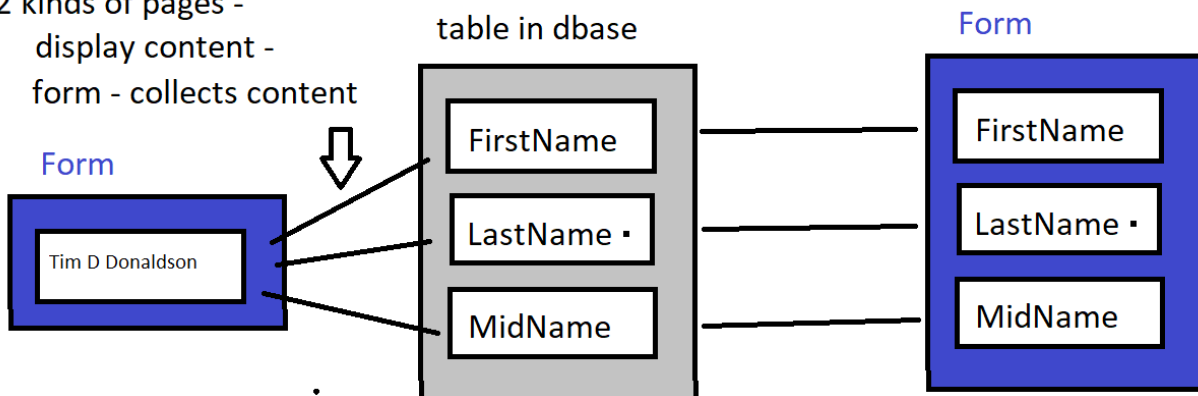 2 kinds of pages -
display content -
form - collects content
Form
Tim D Donaldson
table in dbase
FirstName
LastName
MidName
Form
FirstName
LastName
MidName